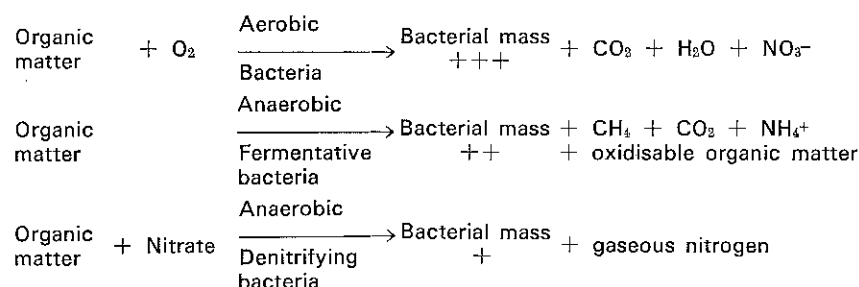 Organic matter + O₂ Aerobic Bacteria → Bacterial mass +++ + CO₂ + H₂O + NO₃⁻
Organic matter Anaerobic Fermentative bacteria → Bacterial mass ++ + CH₄ + CO₂ + NH₄⁺ + oxidisable organic matter
Organic matter + Nitrate Anaerobic Denitrifying bacteria → Bacterial mass + + gaseous nitrogen